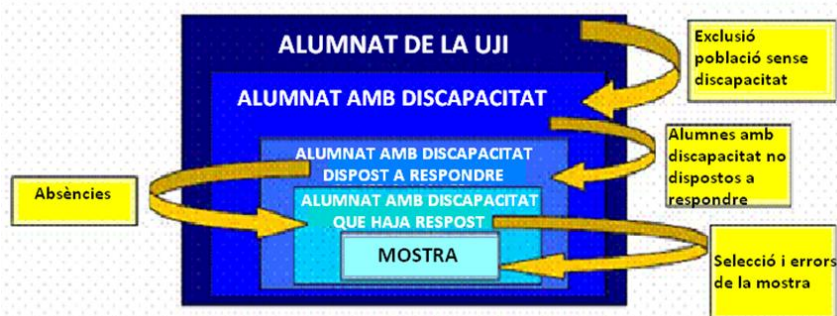 ALUMNAT DE LA UJI
Exclusió
població sense
discapacitat
ALUMNAT AMB DISCAPACITAT
Alumnes amb
discapacitat no
dispostos a
respondre
ALUMNAT AMB DISCAPACITAT
DISPOST A RESPONDRE
Absències
ALUMNAT AMB DISCAPACITAT
QUE HAJA RESPOST
MOSTRA
Selecció i errors
de la mostra